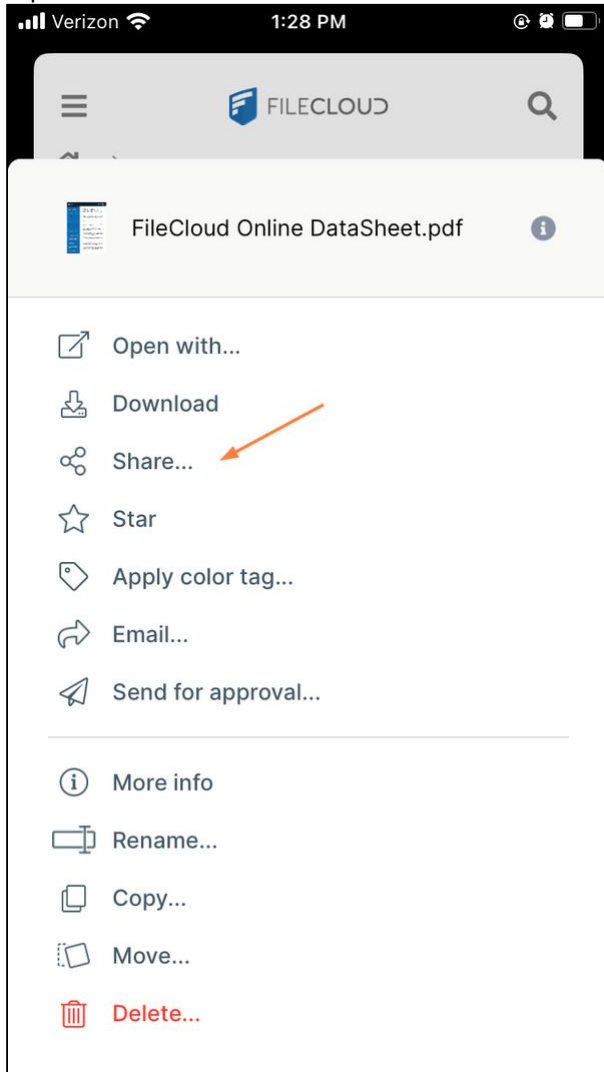 Verizon 1:28 PM
FILECLOUD
FileCloud Online DataSheet.pdf
Open with...
Download
Share...
Star
Apply color tag...
Email...
Send for approval...
More info
Rename...
Copy...
Move...
Delete...